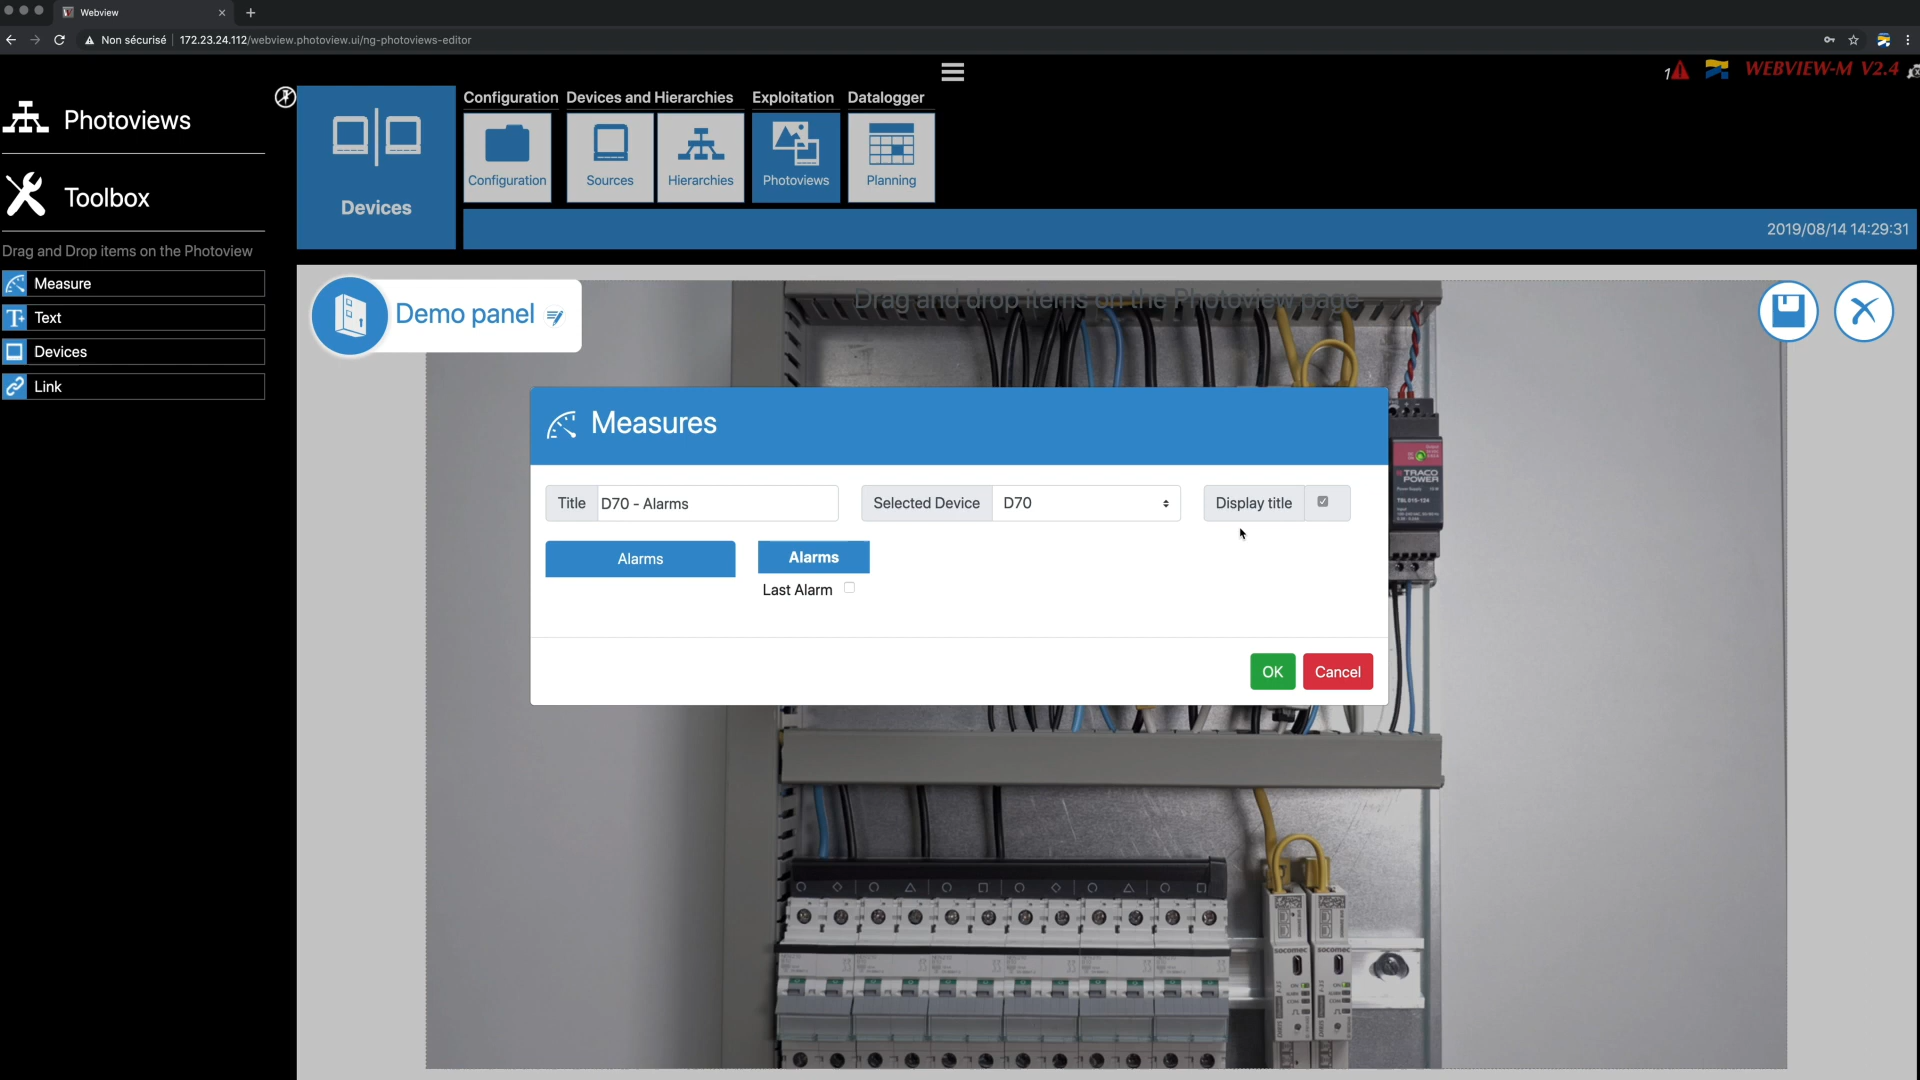 Webview
Non sécurisé 172.23.24.112/webview.photoview.ui/ng-photoviews-editor
1 WEBVIEW-M V2.4
Photoviews
Toolbox
Drag and Drop items on the Photoview
Measure
Text
Devices
Link
Devices
Configuration Devices and Hierarchies Exploitation Datalogger
Configuration Sources Hierarchies Photoviews Planning
2019/08/14 14:29:31
Drag and drop items on the Photoview page
Demo panel
Measures
Title D70 - Alarms Selected Device D70 Display title
Alarms
Alarms
Last Alarm
OK Cancel
TRACO
POWER
socomec socomec